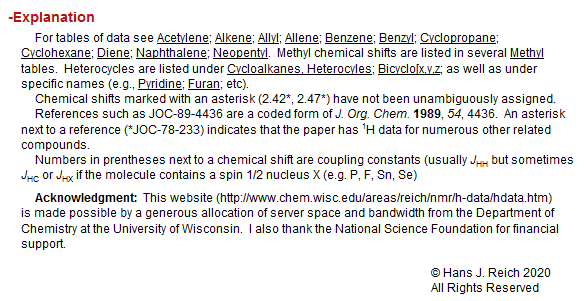 -Explanation
For tables of data see Acetylene; Alkene; Allyl; Allene; Benzene; Benzyl; Cyclopropane;
Cyclohexane; Diene; Naphthalene; Neopentyl. Methyl chemical shifts are listed in several Methyl
tables. Heterocycles are listed under Cycloalkanes, Heterocyles; Bicyclo[x,y,z; as well as under
specific names (e.g., Pyridine; Furan; etc).
Chemical shifts marked with an asterisk (2.42*, 2.47*) have not been unambiguously assigned.
References such as JOC-89-4436 are a coded form of J. Org. Chem. 1989, 54, 4436. An asterisk
next to a reference (*JOC-78-233) indicates that the paper has ¹H data for numerous other related
compounds.
Numbers in prentheses next to a chemical shift are coupling constants (usually JHH but sometimes
JHC or JHX if the molecule contains a spin 1/2 nucleus X (e.g. P, F, Sn, Se)
Acknowledgment: This website (http://www.chem.wisc.edu/areas/reich/nmr/h-data/hdata.htm)
is made possible by a generous allocation of server space and bandwidth from the Department of
Chemistry at the University of Wisconsin. I also thank the National Science Foundation for financial
support.
© Hans J. Reich 2020
All Rights Reserved